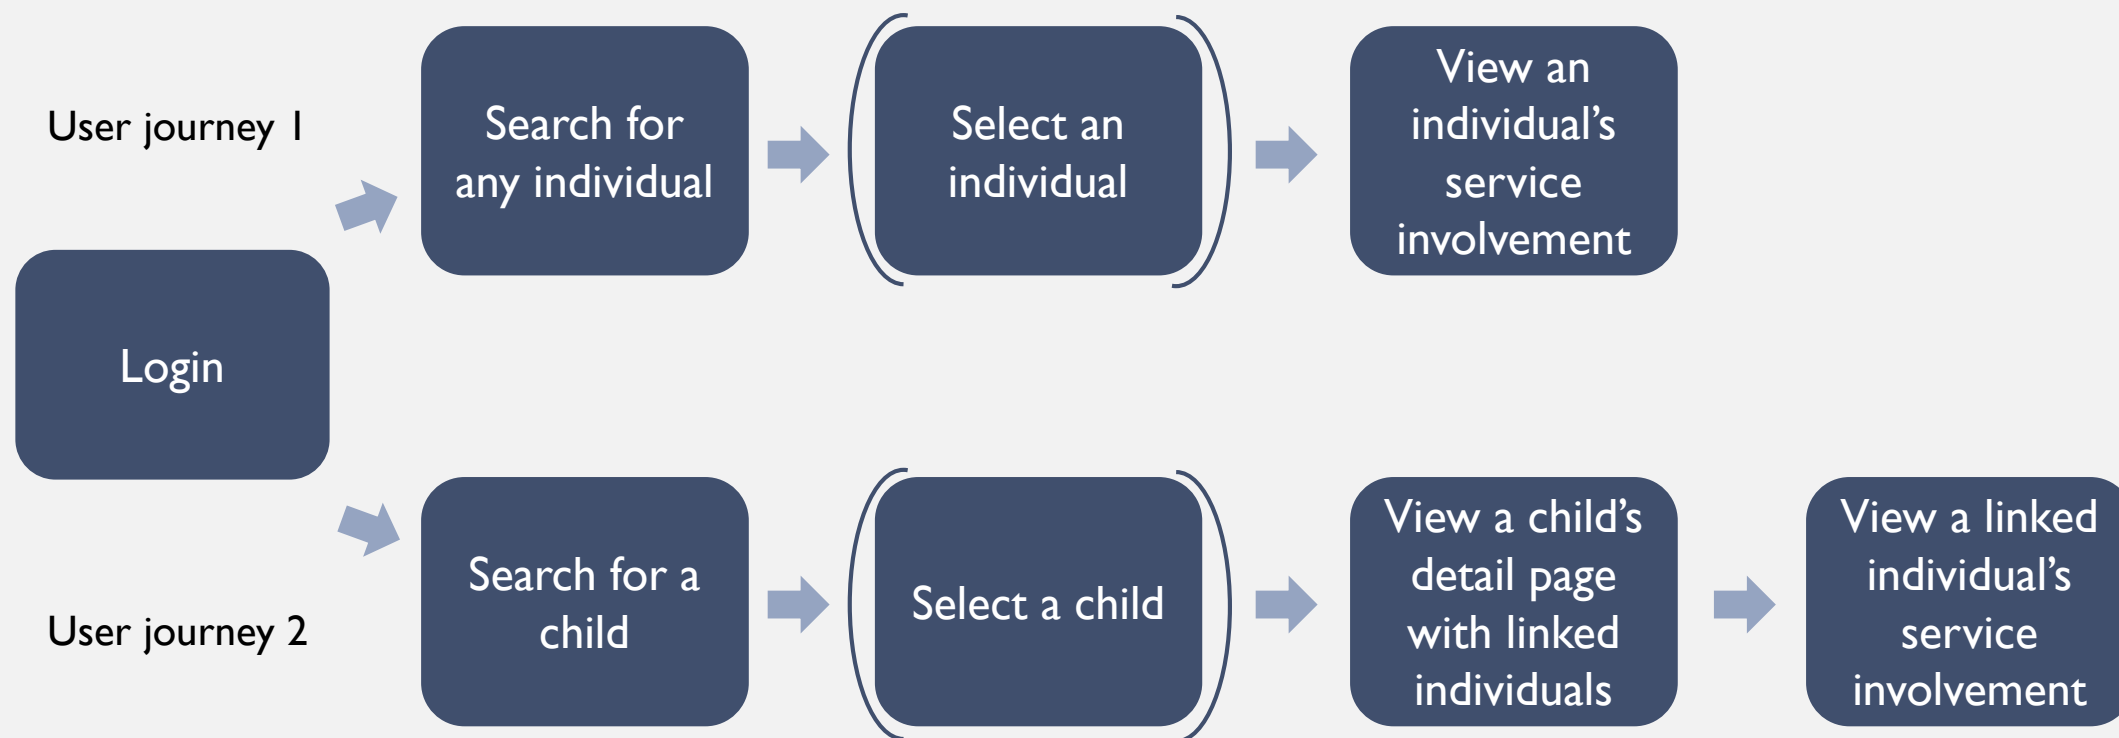 User journey 1
Search for
any individual
Select an
individual
View an
individual's
service
involvement
Login
User journey 2
Search for a
child
Select a child
View a child's
detail page
with linked
individuals
View a linked
individual's
service
involvement